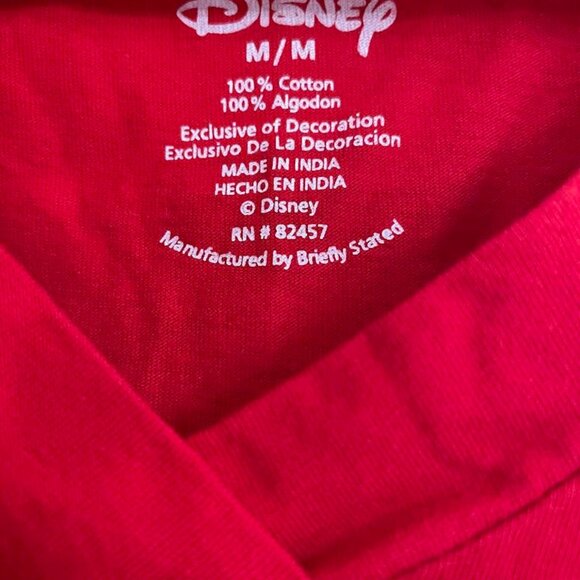 Disney
M/M
100% Cotton
100% Algodon
Exclusive of Decoration
Exclusivo De La Decoracion
MADE IN INDIA
HECHO EN INDIA
© Disney
RN # 82457
Manufactured by Briefly Stated